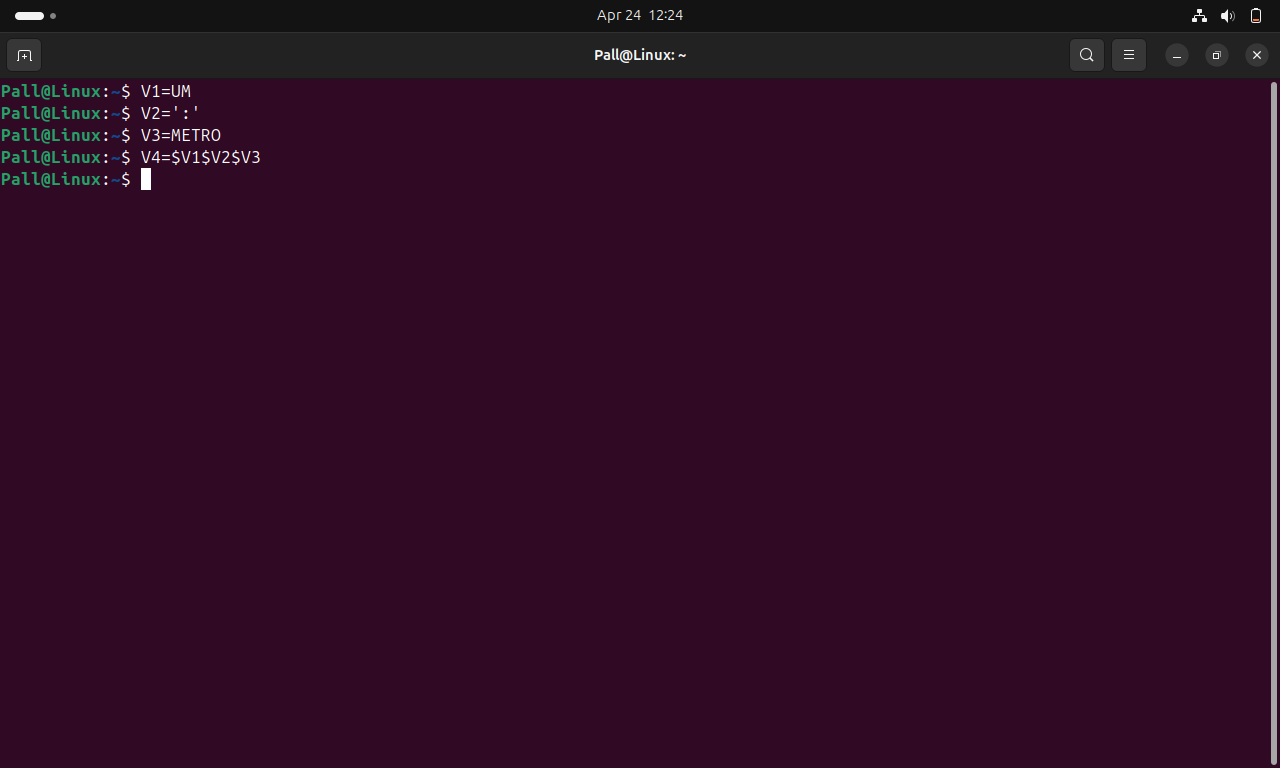 Apr 24 12:24
Pall@Linux: ~
Pall@Linux:~$ V1=UM
Pall@Linux:~$ V2=':'
Pall@Linux:~$ V3=METRO
Pall@Linux:~$ V4=$V1$V2$V3
Pall@Linux:~$